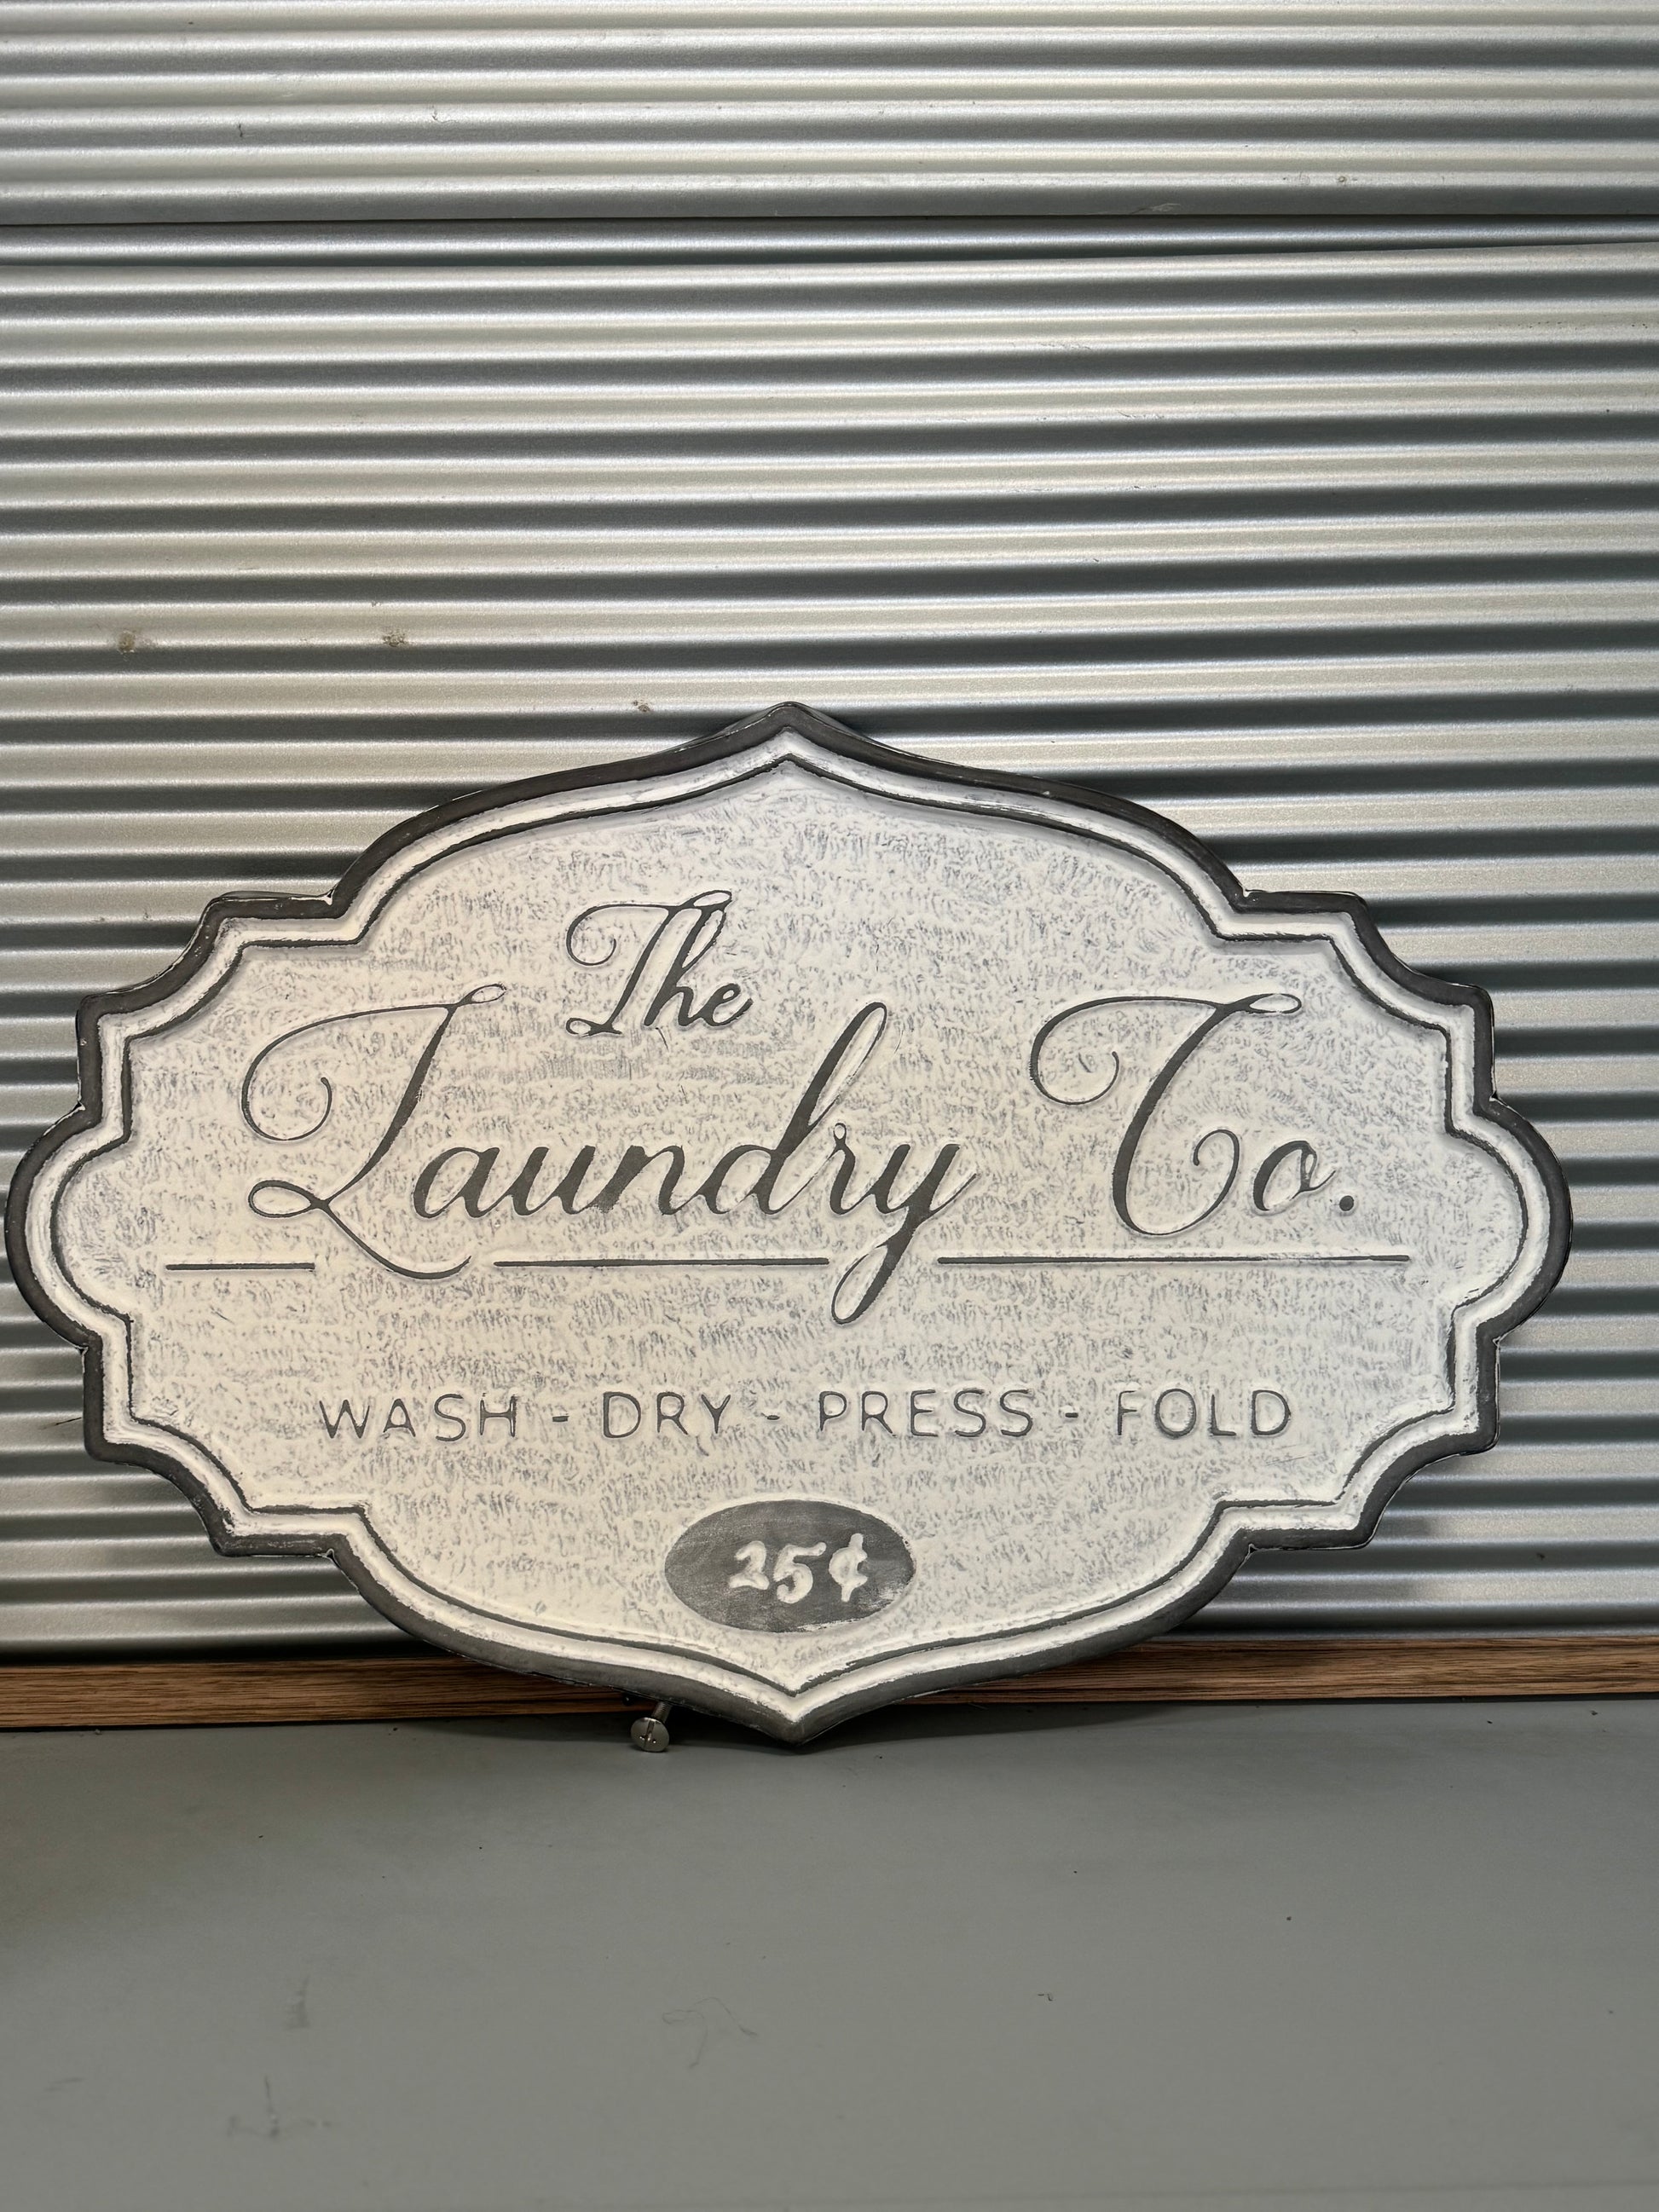 The
Laundry Co.
WASH - DRY - PRESS - FOLD
25¢